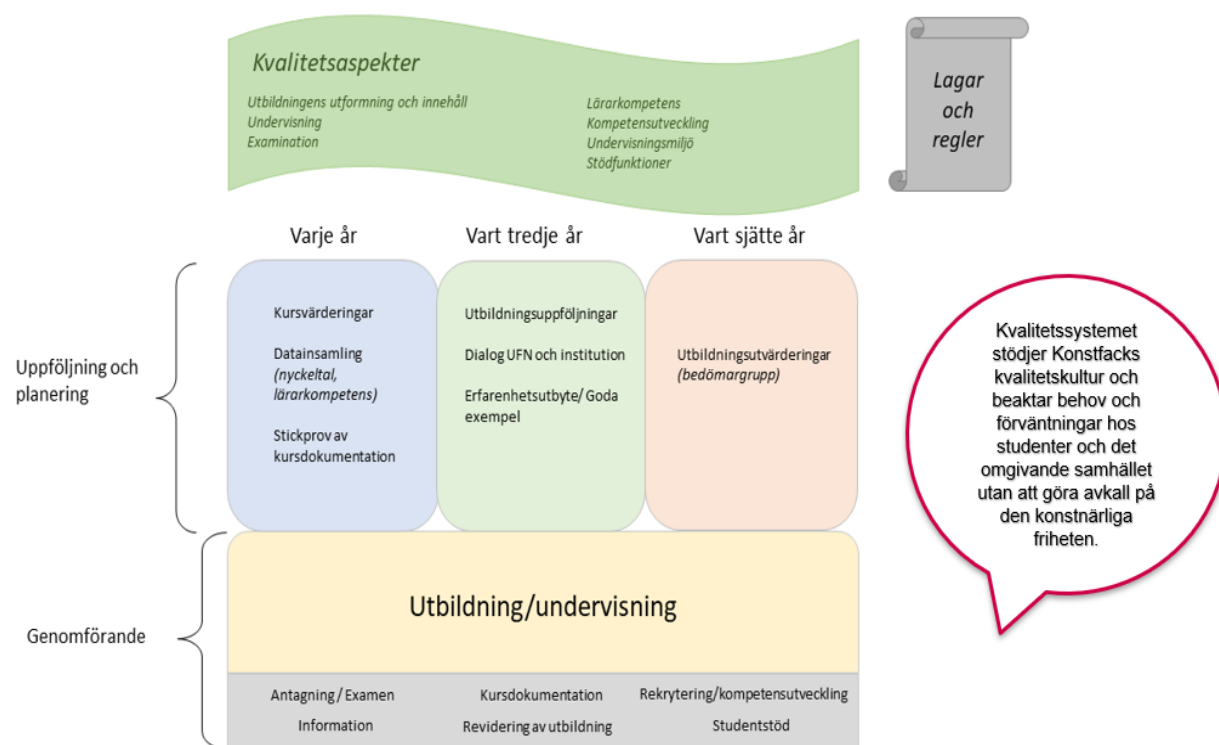 Kvalitetsaspekter
Utbildningens utformning och innehåll
Undervisning
Examination
Lärarkompetens
Kompetensutveckling
Undervisningsmiljö
Stödfunktioner
Lagar
och
regler
Varje år
Vart tredje år
Vart sjätte år
Uppföljning och
planering
Kursvärderingar
Datainsamling
(nyckeltal,
lärarkompetens)
Stickprov av
kursdokumentation
Utbildningsuppföljningar
Dialog UFN och institution
Erfarenhetsutbyte/ Goda
exempel
Utbildningsutvärderingar
(bedömargrupp)
Kvalitetssystemet
stödjer Konstfacks
kvalitetskultur och
beaktar behov och
förväntningar hos
studenter och det
omgivande samhället
utan att göra avkall på
den konstnärliga
friheten.
Genomförande
Utbildning/undervisning
Antagning / Examen
Information
Kursdokumentation
Revidering av utbildning
Rekrytering/kompetensutveckling
Studentstöd